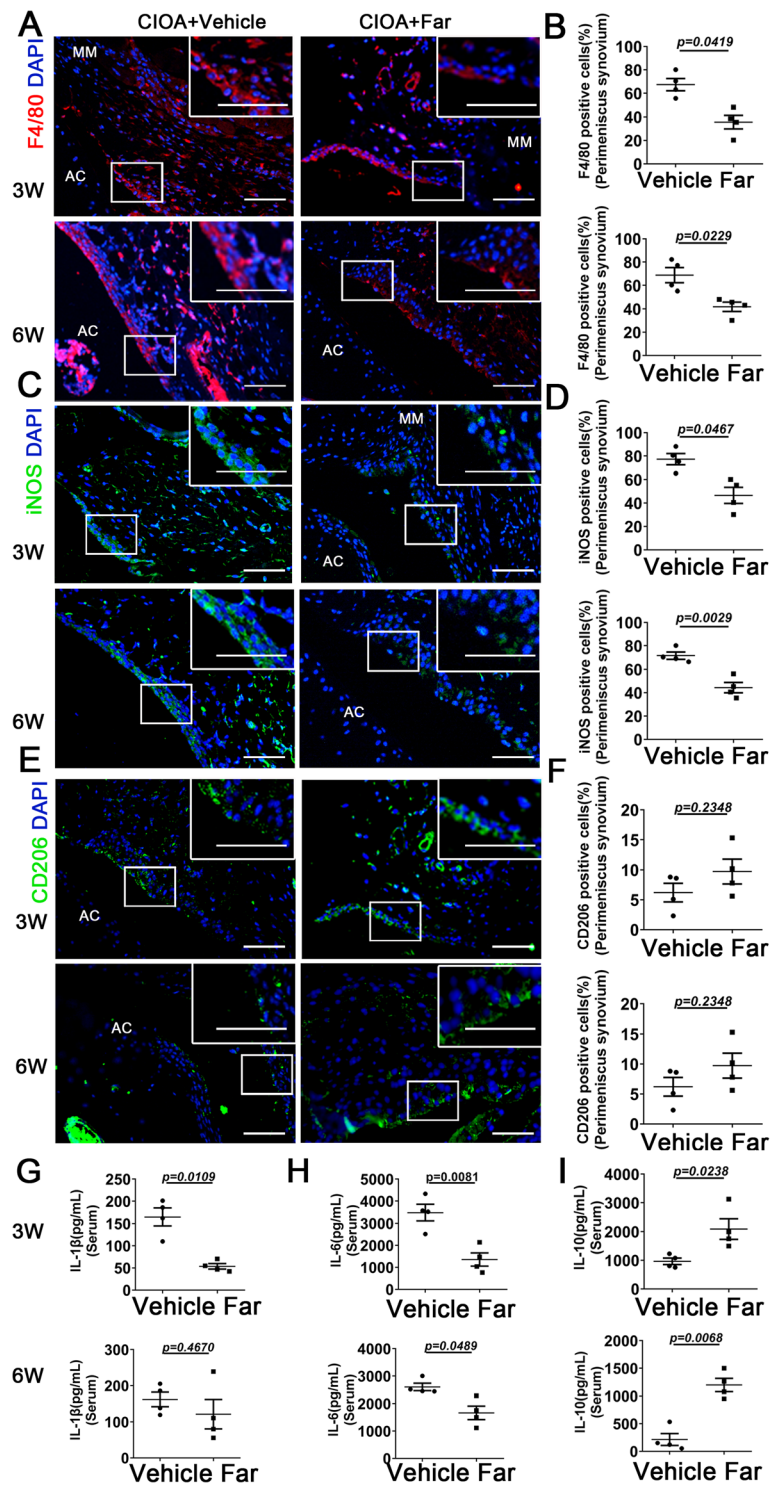 A
CIOA+Vehicle
CIOA+Far
F4/80 DAPI
3W
MM
AC
MM
6W
AC
AC
B
F4/80 positive cells(%)
(Perimeniscus synovium)
100
80
60
40
20
0
p=0.0419
Vehicle Far
F4/80 positive cells(%)
(Perimeniscus synovium)
100
80
60
40
20
0
p=0.0229
Vehicle Far
C
iNOS DAPI
3W
MM
AC
6W
AC
D
iNOS positive cells(%)
(Perimeniscus synovium)
100
80
60
40
20
0
p=0.0467
Vehicle Far
iNOS positive cells(%)
(Perimeniscus synovium)
100
80
60
40
20
0
p=0.0029
Vehicle Far
E
CD206 DAPI
3W
AC
6W
AC
F
CD206 positive cells(%)
(Perimeniscus synovium)
20
15
10
5
0
p=0.2348
Vehicle Far
CD206 positive cells(%)
(Perimeniscus synovium)
20
15
10
5
0
p=0.2348
Vehicle Far
G
3W
IL-1β(pg/mL)
(Serum)
250
200
150
100
50
0
p=0.0109
Vehicle Far
H
IL-6(pg/mL)
(Serum)
5000
4000
3000
2000
1000
0
p=0.0081
Vehicle Far
I
IL-10(pg/mL)
(Serum)
4000
3000
2000
1000
0
p=0.0238
Vehicle Far
6W
IL-1β(pg/mL)
(Serum)
300
200
100
0
p=0.4670
Vehicle Far
IL-6(pg/mL)
(Serum)
4000
3000
2000
1000
0
p=0.0489
Vehicle Far
IL-10(pg/mL)
(Serum)
2000
1500
1000
500
0
p=0.0068
Vehicle Far